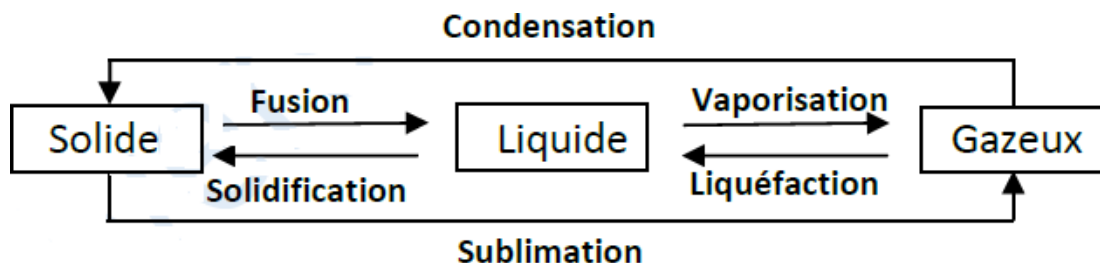 Condensation
Fusion
Vaporisation
Solide
Liquide
Gazeux
Solidification
Liquéfaction
Sublimation